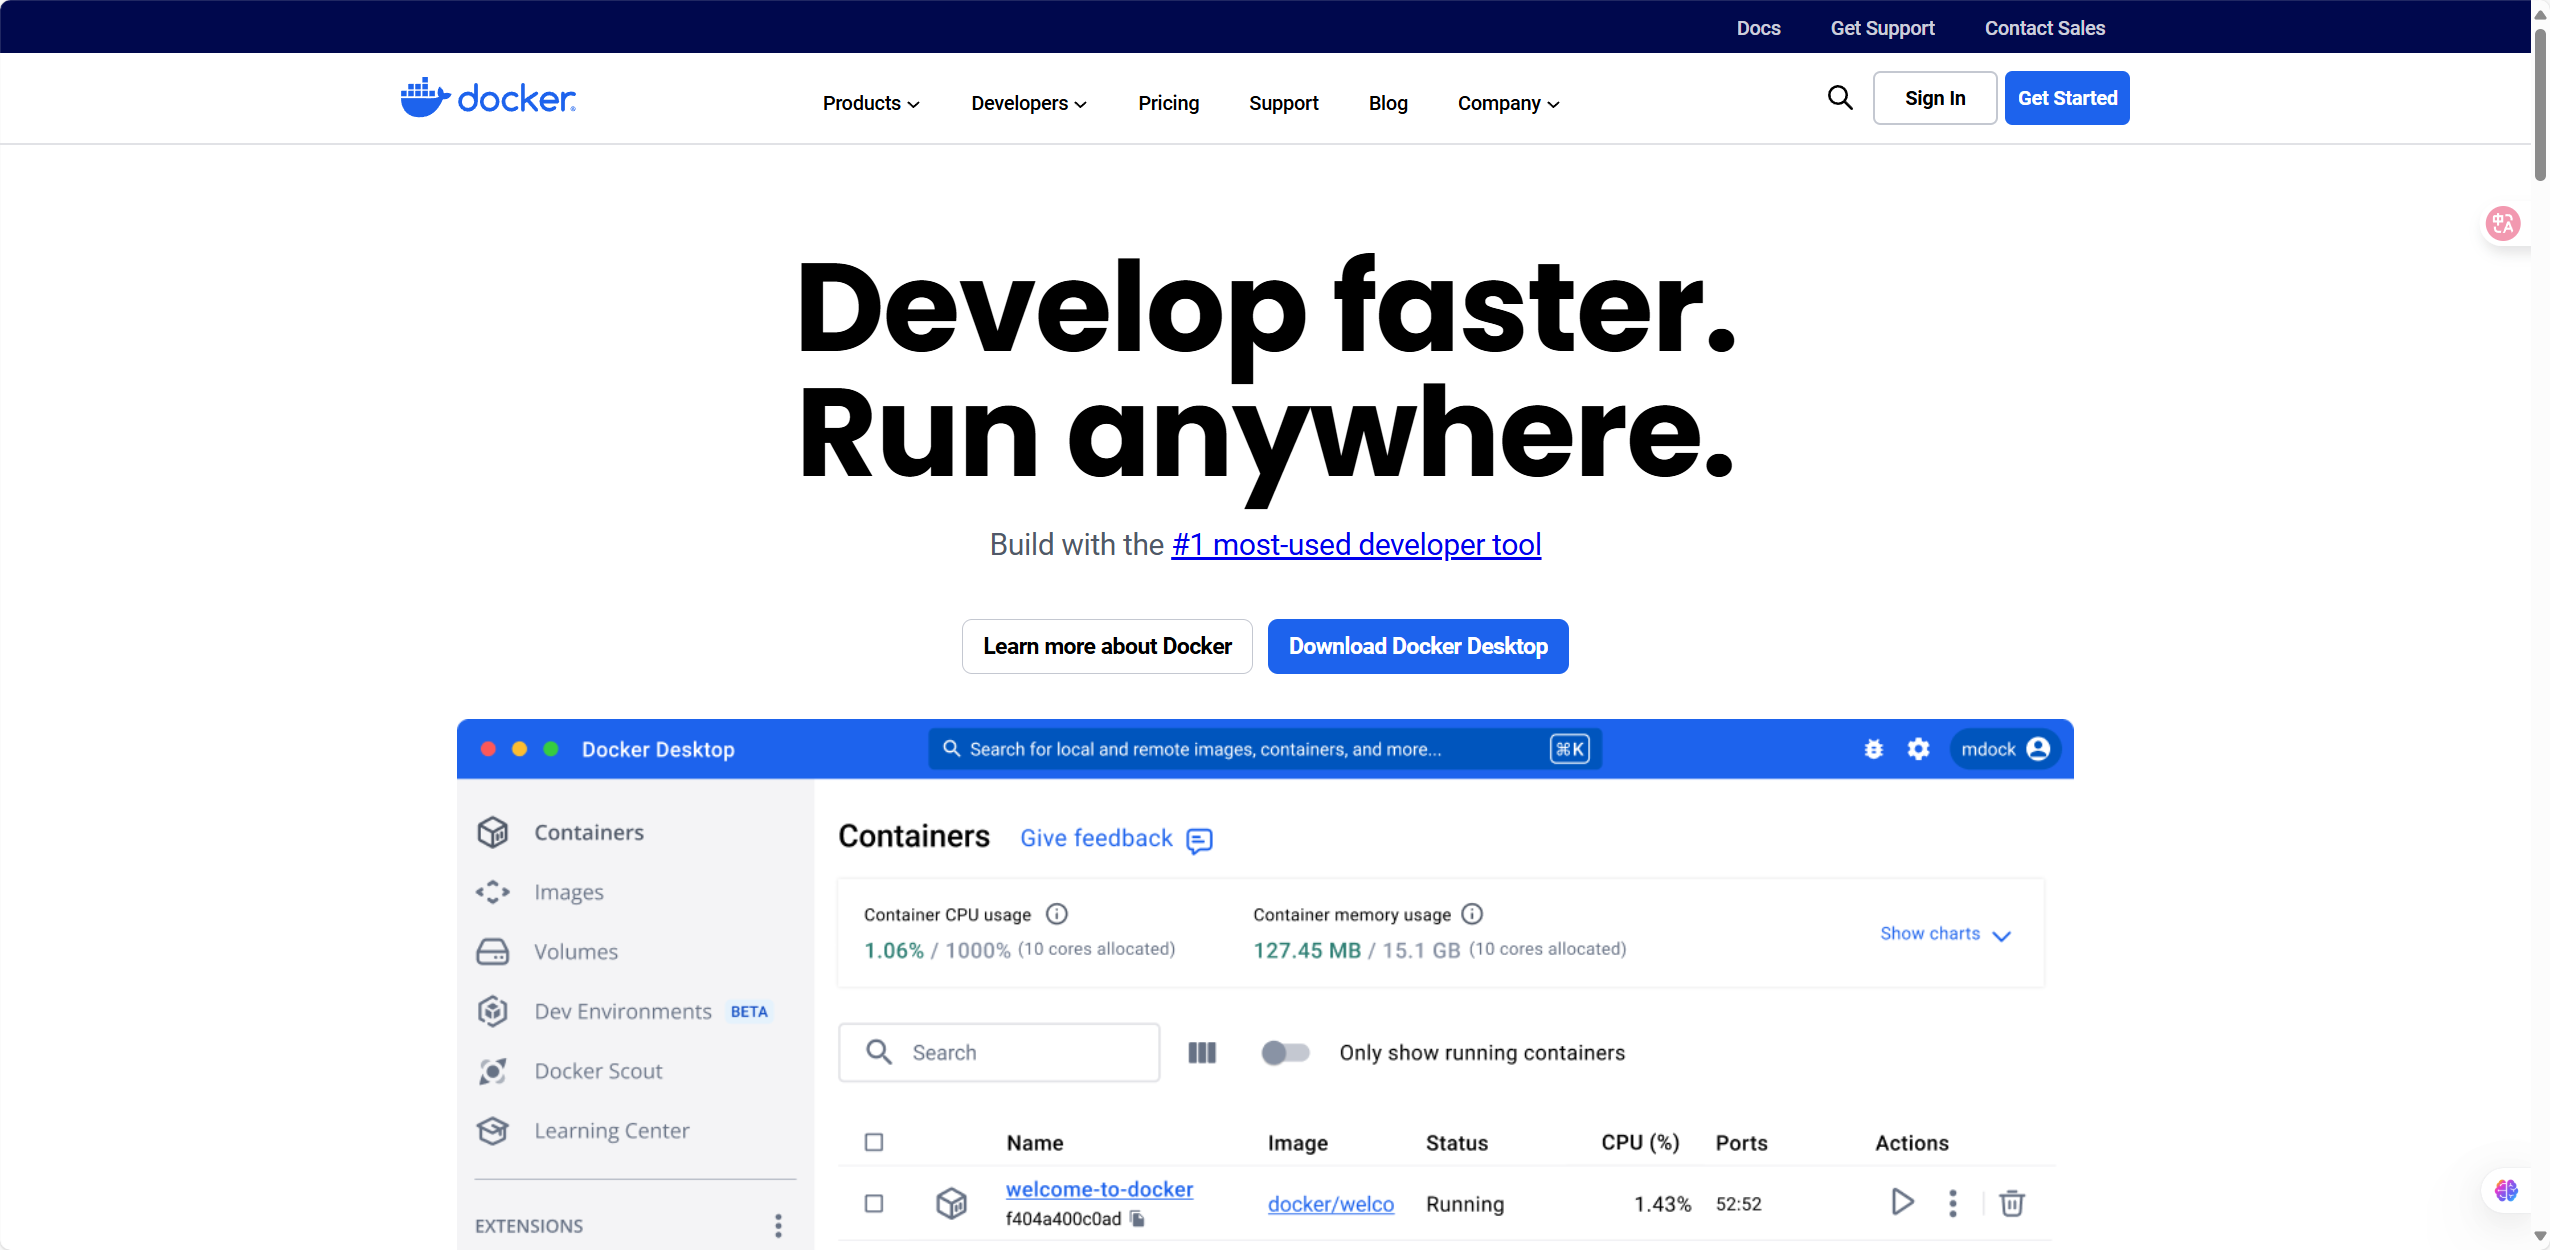 Docs Get Support Contact Sales
docker
Products Developers Pricing Support Blog Company Sign In Get Started
中 A
Develop faster.
Run anywhere.
Build with the #1 most-used developer tool
Learn more about Docker Download Docker Desktop
Docker Desktop Search for local and remote images, containers, and more... ⌘K mdock
Containers
Images
Volumes
Dev Environments BETA
Docker Scout
Learning Center
EXTENSIONS
Containers Give feedback
Container CPU usage Container memory usage
1.06% / 1000% (10 cores allocated) 127.45 MB / 15.1 GB (10 cores allocated) Show charts
Search Only show running containers
Name Image Status CPU (%) Ports Actions
welcome-to-docker docker/welco Running 1.43% 52:52
f404a400c0ad